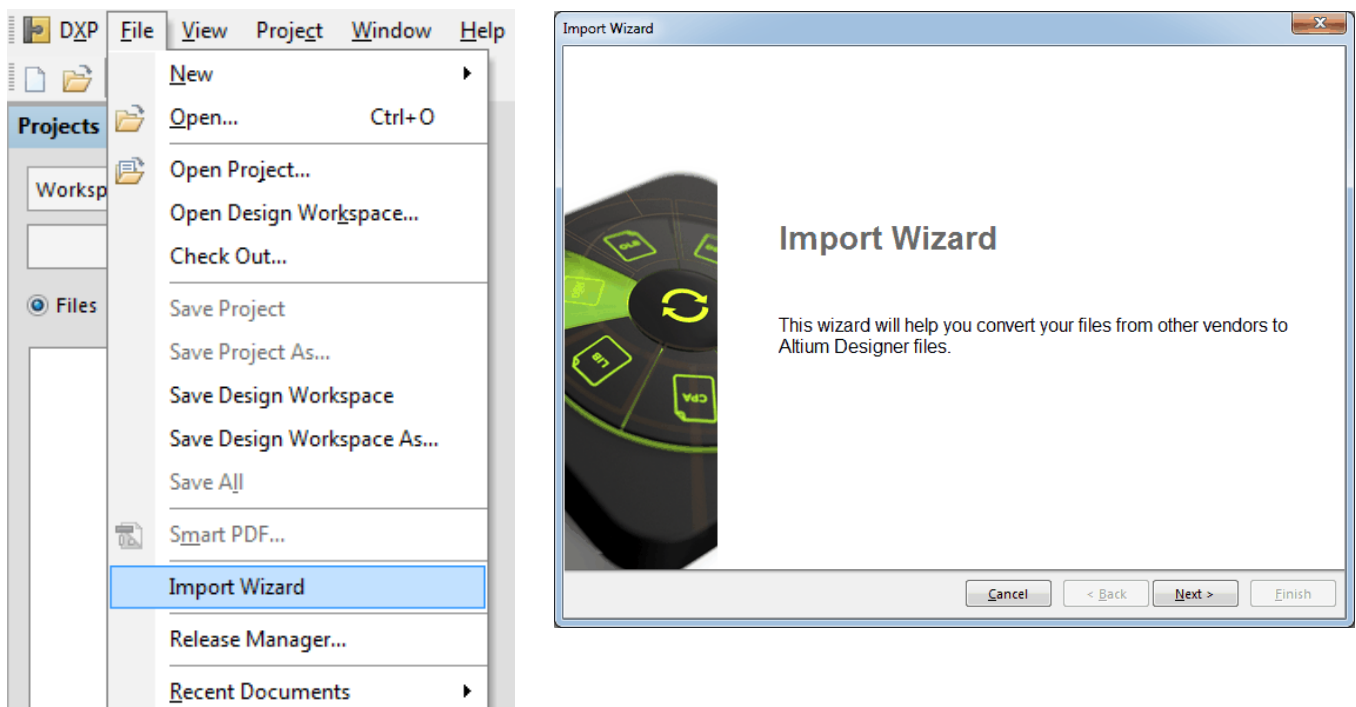 DXP File View Project Window Help
New
Projects
Open... Ctrl+O
Open Project...
Worksp
Open Design Workspace...
Check Out...
Files
Save Project
Save Project As...
Save Design Workspace
Save Design Workspace As...
Save All
Smart PDF...
Import Wizard
Release Manager...
Recent Documents
Import Wizard
OLB
LIB
CPA
Import Wizard
This wizard will help you convert your files from other vendors to
Altium Designer files.
Cancel < Back Next > Finish